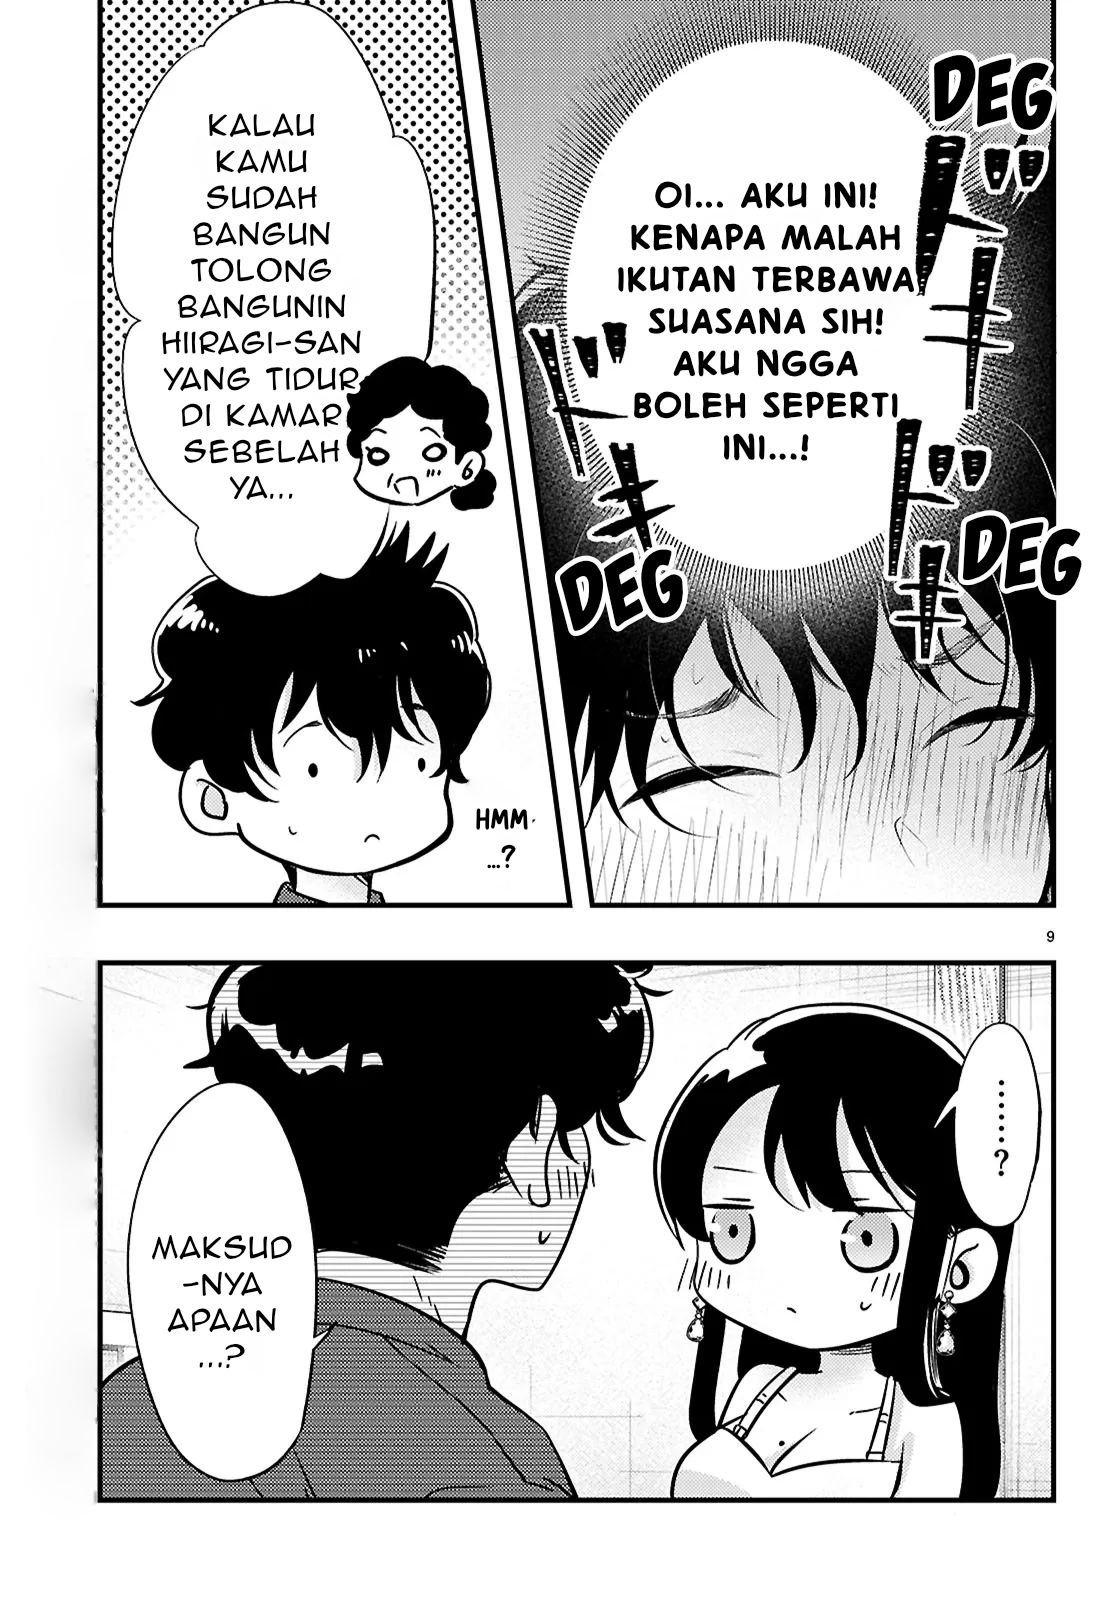 DEG
OI... AKU INI!
KENAPA MALAH
IKUTAN TERBAWA
SUASANA SIH!
AKU NGGA
BOLEH SEPERTI
INI...!
DEG
DEG
KALAU
KAMU
SUDAH
BANGUN
TOLONG
BANGUNIN
HIIRAGI-SAN
YANG TIDUR
DI KAMAR
SEBELAH
YA...
HMM
...?
9
......?
MAKSUD
-NYA
APAAN
...?